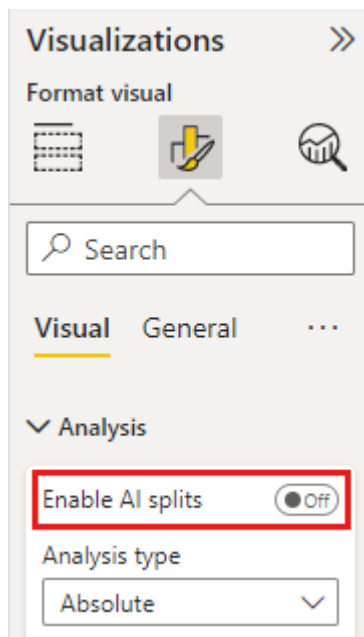 Visualizations
Format visual
Search
Visual General
Analysis
Enable AI splits Off
Analysis type
Absolute